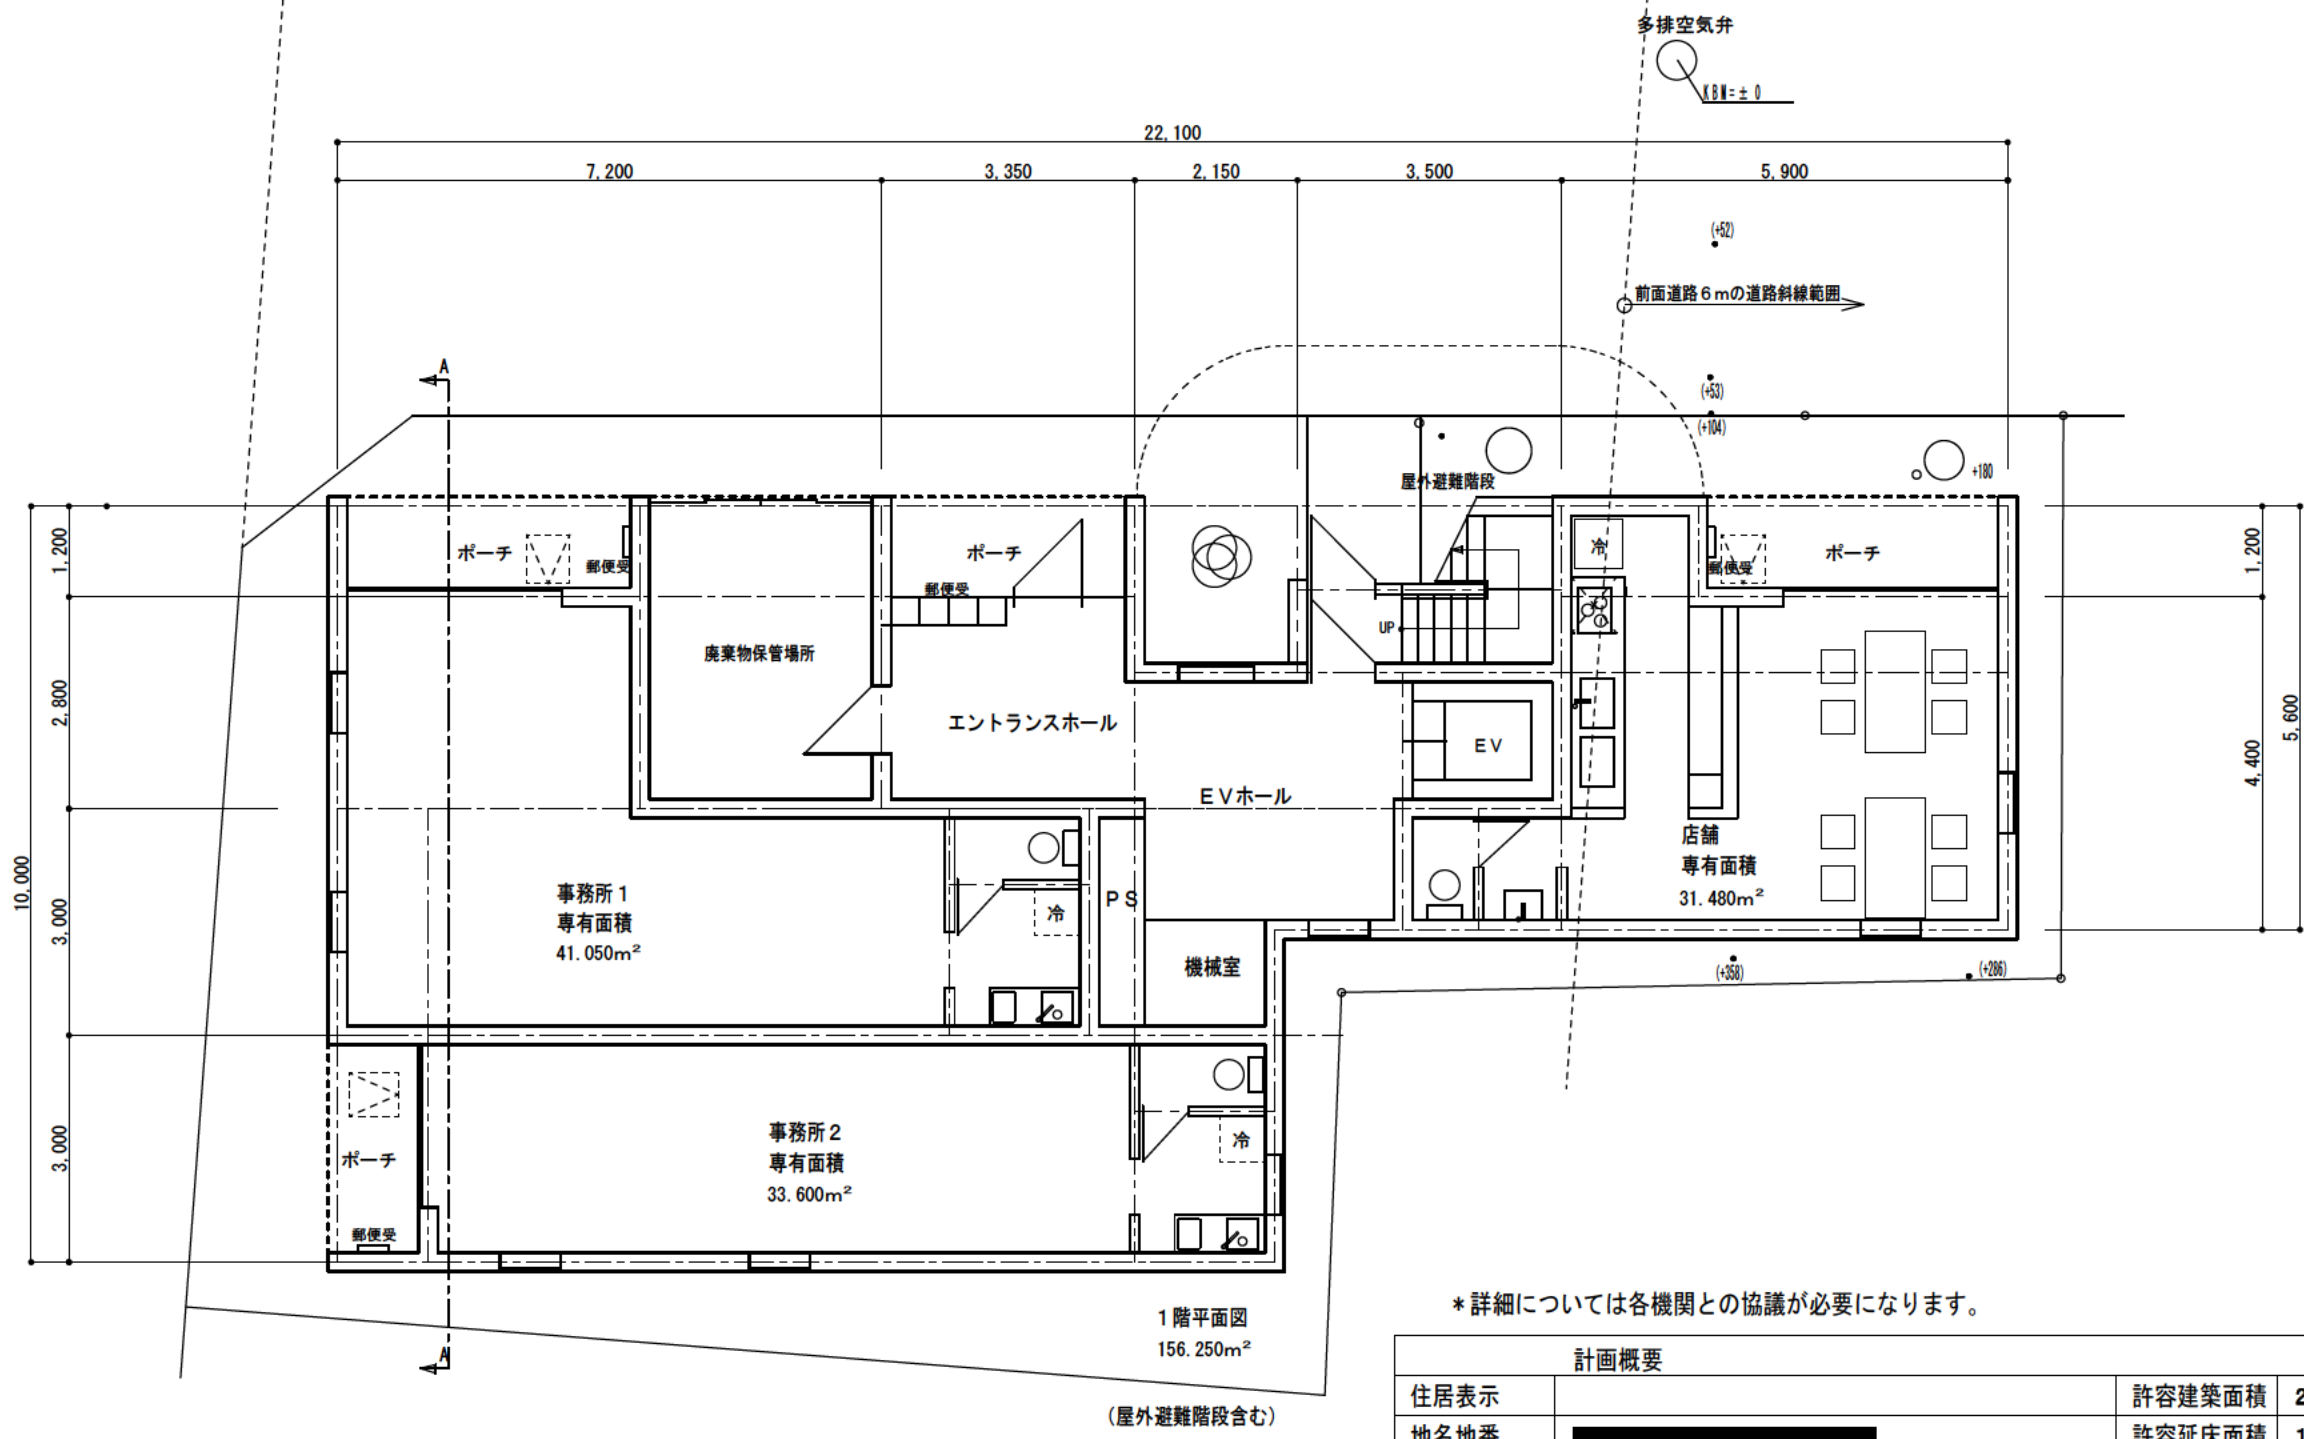 多排空気弁
KBM=±0
22,100
7,200
3,350
2,150
3,500
5,900
(+52)
前面道路6mの道路斜線範囲
A
(+53)
(+104)
+180
屋外避難階段
1,200
2,800
3,000
3,000
10,000
1,200
4,400
5,600
ポーチ
郵便受
ポーチ
郵便受
冷
郵便受
ポーチ
UP
廃棄物保管場所
エントランスホール
EV
EVホール
店舗
専有面積
31.480m²
事務所1
専有面積
41.050m²
冷
PS
機械室
(+358)
(+286)
ポーチ
郵便受
事務所2
専有面積
33.600m²
冷
1階平面図
156.250m²
(屋外避難階段含む)
A
*詳細については各機関との協議が必要になります。
計画概要
住居表示
許容建築面積
2
地名地番
許容延床面積
1